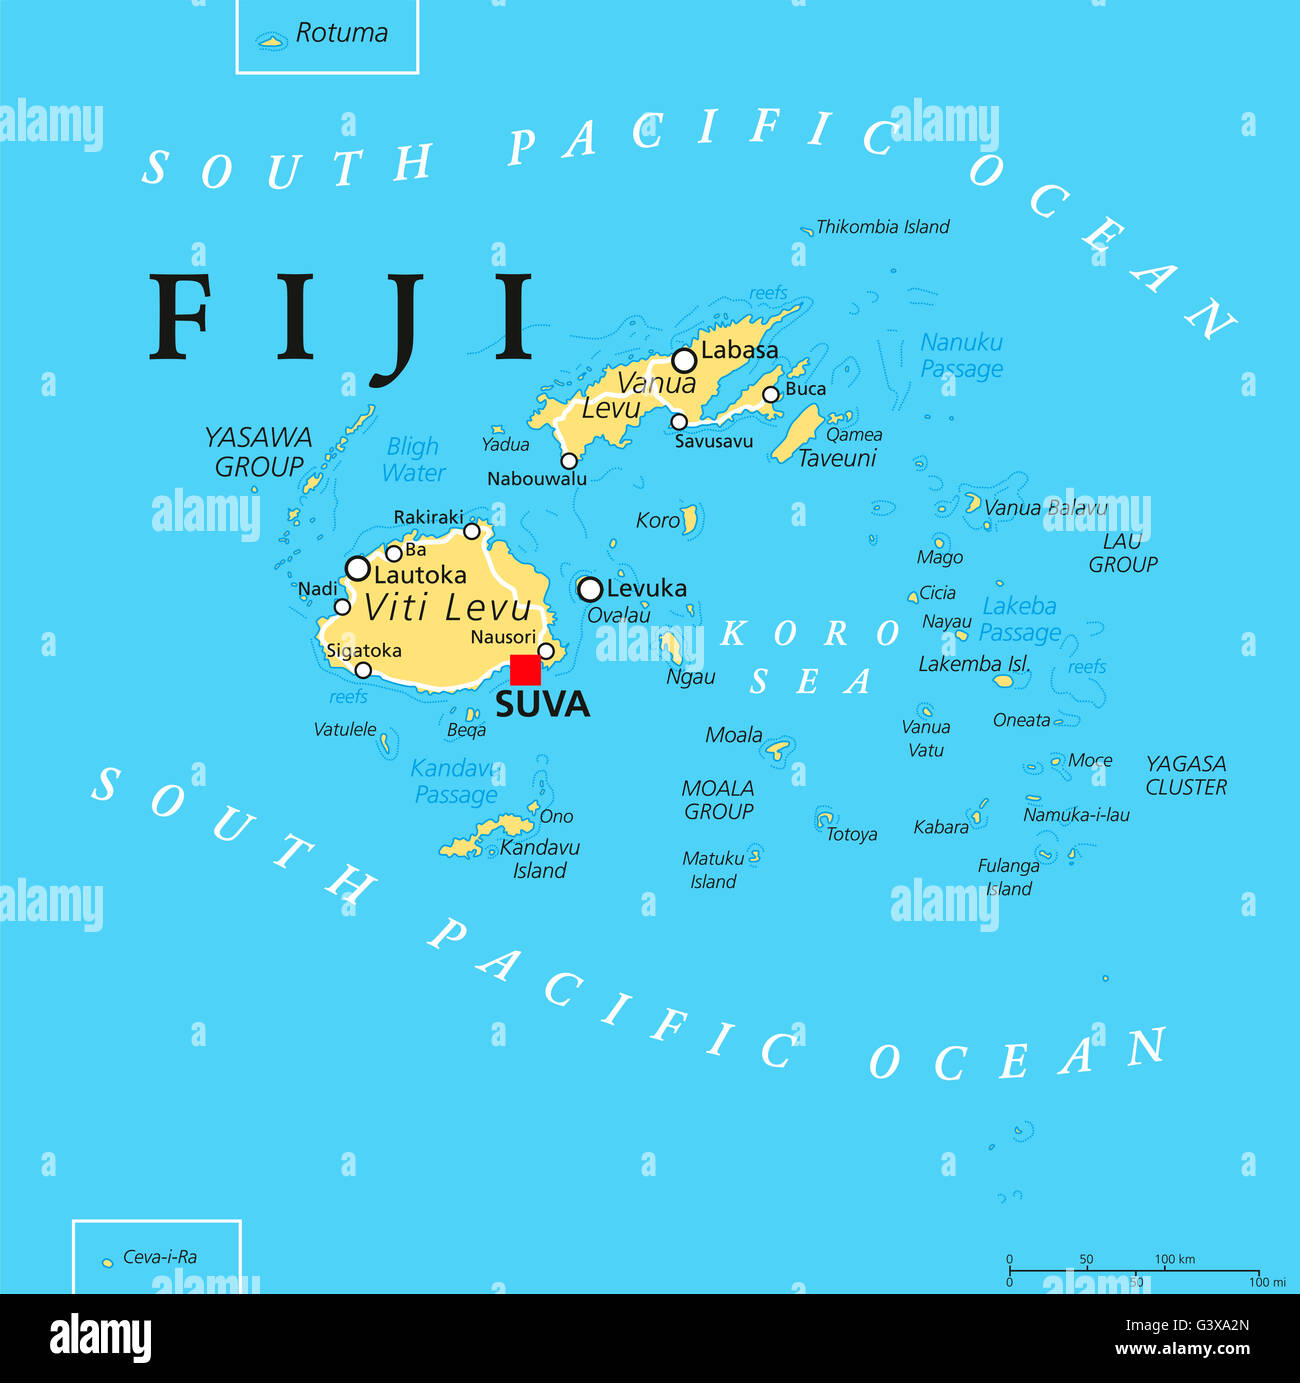 Rotuma
SOUTH PACIFIC OCEAN
Thikombia Island
FIJI
reefs
Nanuku
Passage
Labasa
Vanua
Levu
Buca
YASAWA
GROUP
Bligh
Water
Yadua
Savusavu
Qamea
Taveuni
Nabouwalu
Rakiraki
Koro
Vanua Balavu
Ba
Mago
LAU
GROUP
Lautoka
Nadi
Levuka
Viti Levu
Ovalau
Cicia
Lakeba
Passage
Nayau
KORO
SEA
Nausori
Sigatoka
Lakemba Isl.
reefs
Ngau
reefs
SUVA
Vatulele
Beqa
Moala
Vanua
Vatu
Oneata
Kandavu
Passage
Moce
YAGASA
CLUSTER
MOALA
GROUP
Ono
Kandavu
Island
Totoya
Kabara
Namuka-i-lau
Matuku
Island
Fulanga
Island
SOUTH PACIFIC OCEAN
Ceva-i-Ra
0 50 100 km
0 50 100 mi
a
alamy
alamy
Image ID: G3XA2N
www.alamy.com